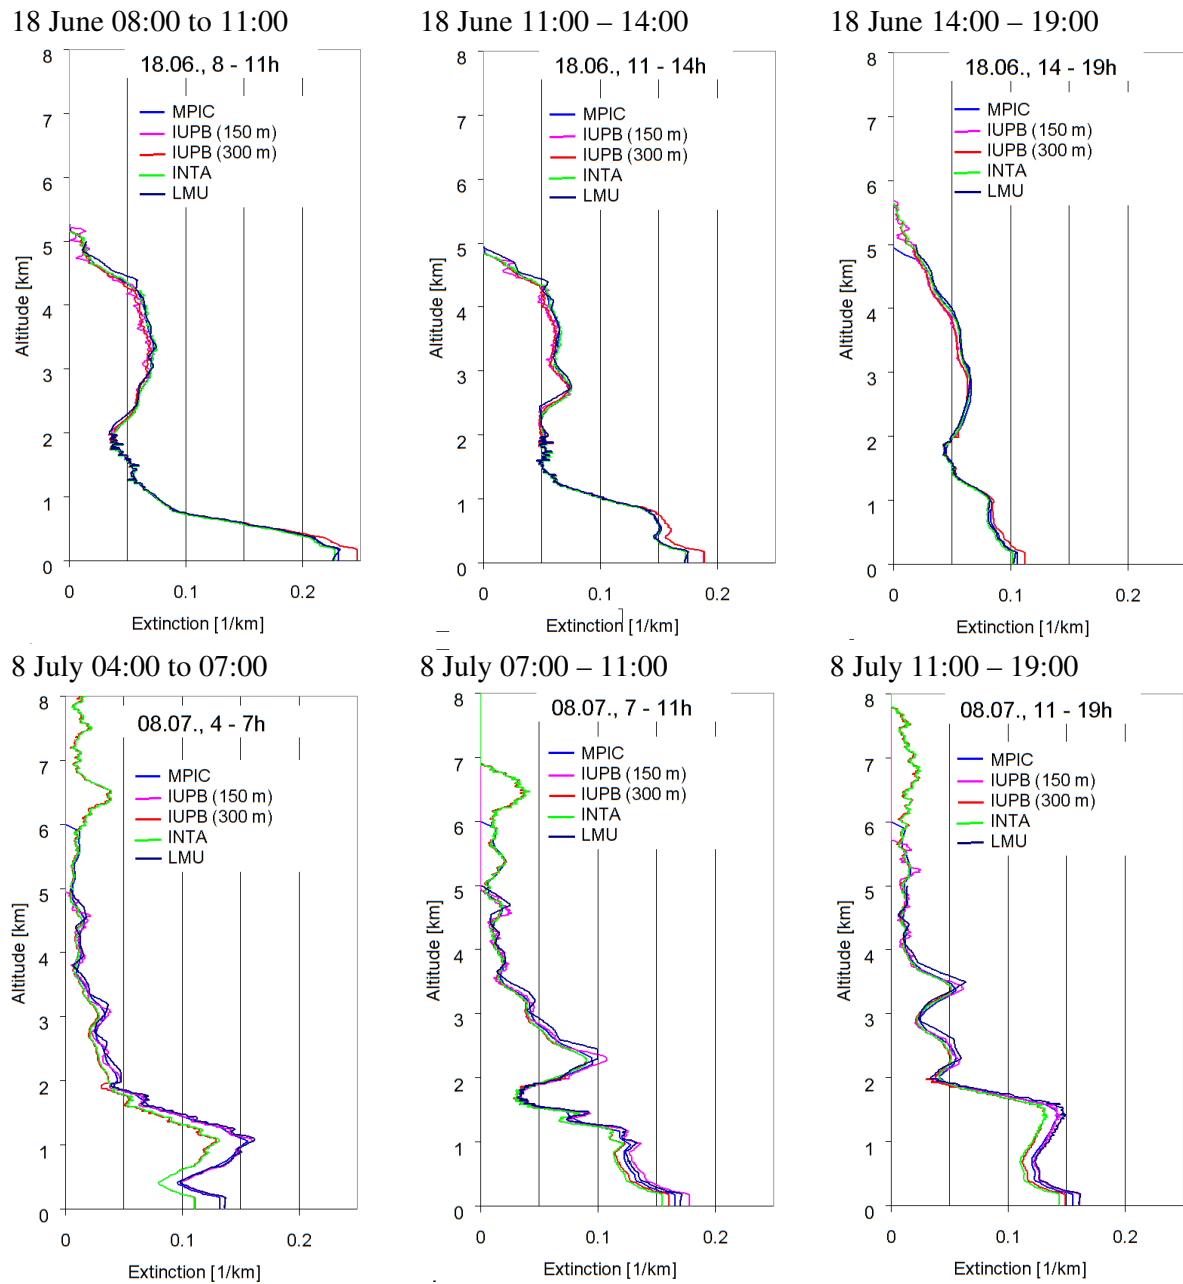 18 June 08:00 to 11:00
18 June 11:00 – 14:00
18 June 14:00 – 19:00
18.06., 8 - 11h
MPIC
IUPB (150 m)
IUPB (300 m)
INTA
LMU
8
7
6
5
4
3
2
1
0
Altitude [km]
0
0.1
0.2
Extinction [1/km]
18.06., 11 - 14h
MPIC
IUPB (150 m)
IUPB (300 m)
INTA
LMU
8
7
6
5
4
3
2
1
0
Altitude [km]
0
0.1
0.2
Extinction [1/km]
18.06., 14 - 19h
MPIC
IUPB (150 m)
IUPB (300 m)
INTA
LMU
8
7
6
5
4
3
2
1
0
Altitude [km]
0
0.1
0.2
Extinction [1/km]
8 July 04:00 to 07:00
8 July 07:00 – 11:00
8 July 11:00 – 19:00
08.07., 4 - 7h
MPIC
IUPB (150 m)
IUPB (300 m)
INTA
LMU
8
7
6
5
4
3
2
1
0
Altitude [km]
0
0.1
0.2
Extinction [1/km]
08.07., 7 - 11h
MPIC
IUPB (150 m)
IUPB (300 m)
INTA
LMU
8
7
6
5
4
3
2
1
0
Altitude [km]
0
0.1
0.2
Extinction [1/km]
08.07., 11 - 19h
MPIC
IUPB (150 m)
IUPB (300 m)
INTA
LMU
8
7
6
5
4
3
2
1
0
Altitude [km]
0
0.1
0.2
Extinction [1/km]